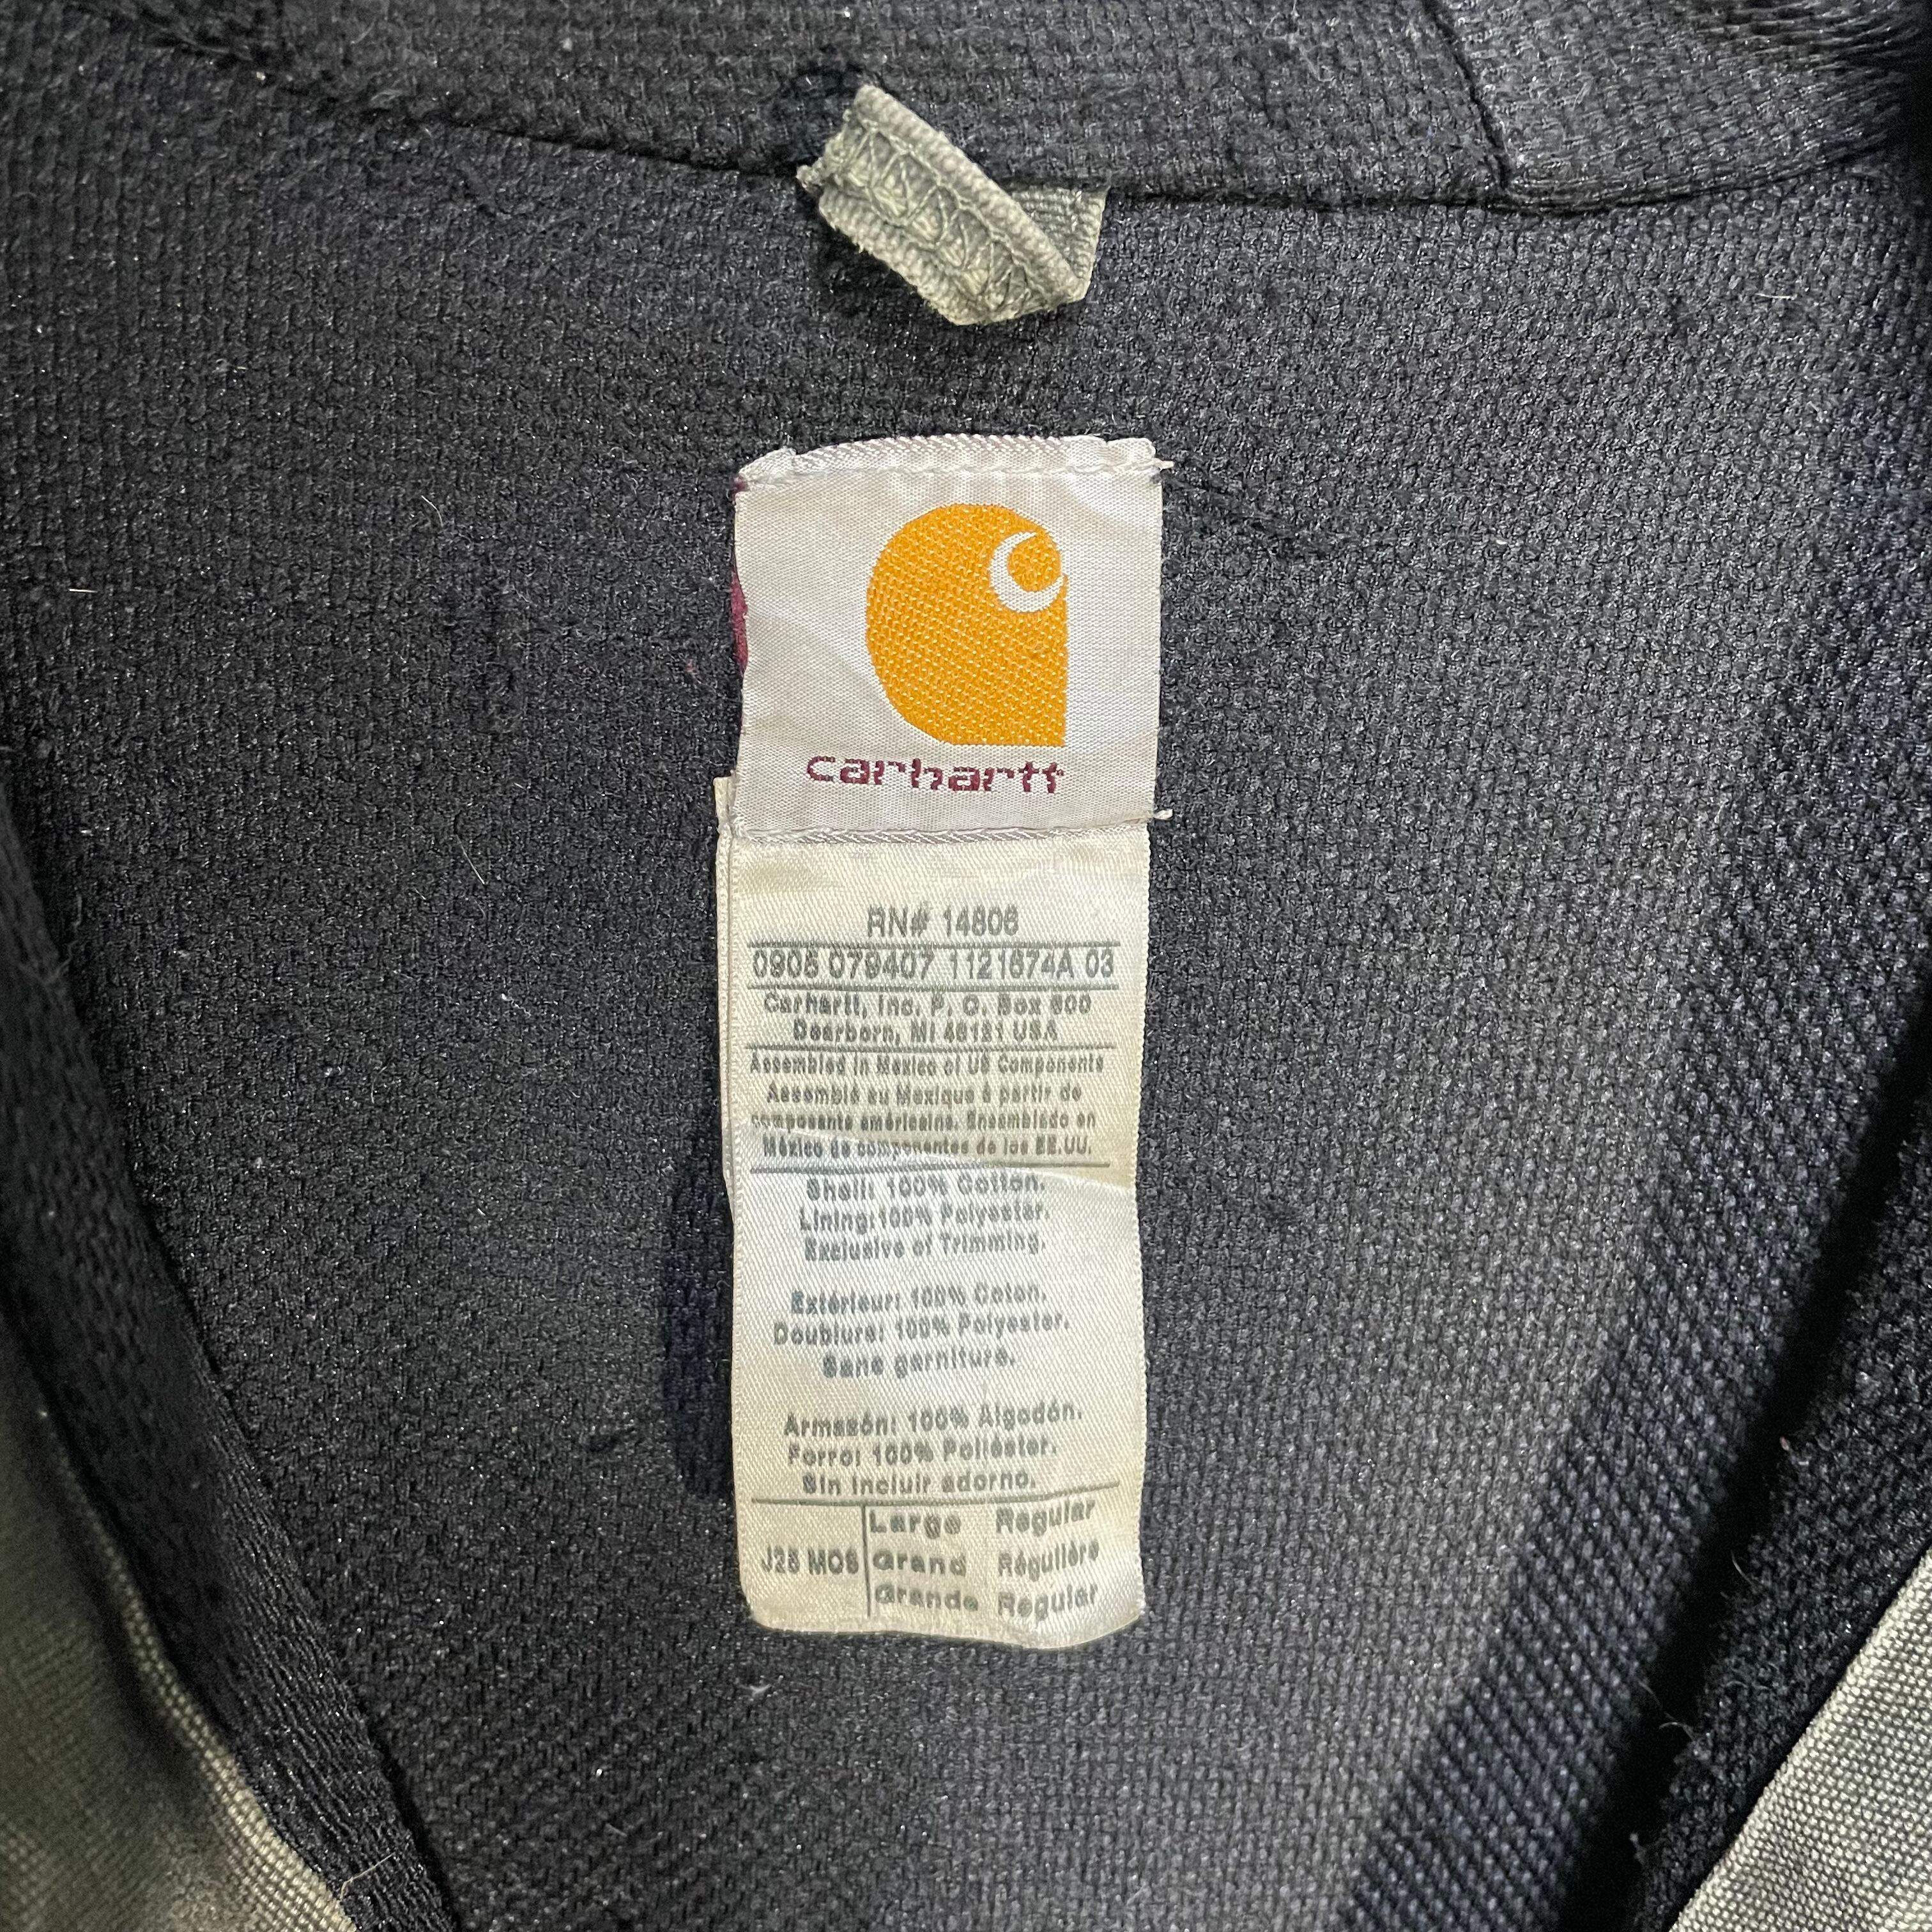 carhartt
RN# 14806
0905 079407 1121674A 03
Carhartt, Inc. P. O. Box 600
Dearborn, MI 48121 USA
Assembled in Mexico of US Components
Assemblé au Mexique à partir de
composants américains. Ensamblado en
México de componentes de los EE.UU.
Shell: 100% Cotton.
Lining:100% Polyester.
Exclusive of Trimming.
Extérieur: 100% Coton.
Doublure: 100% Polyester.
Sans garniture.
Armasón: 100% Algodón.
Forro: 100% Poliéster.
Sin incluir adorno.
Large Regular
J25 MOS Grand Régulière
Grande Regular